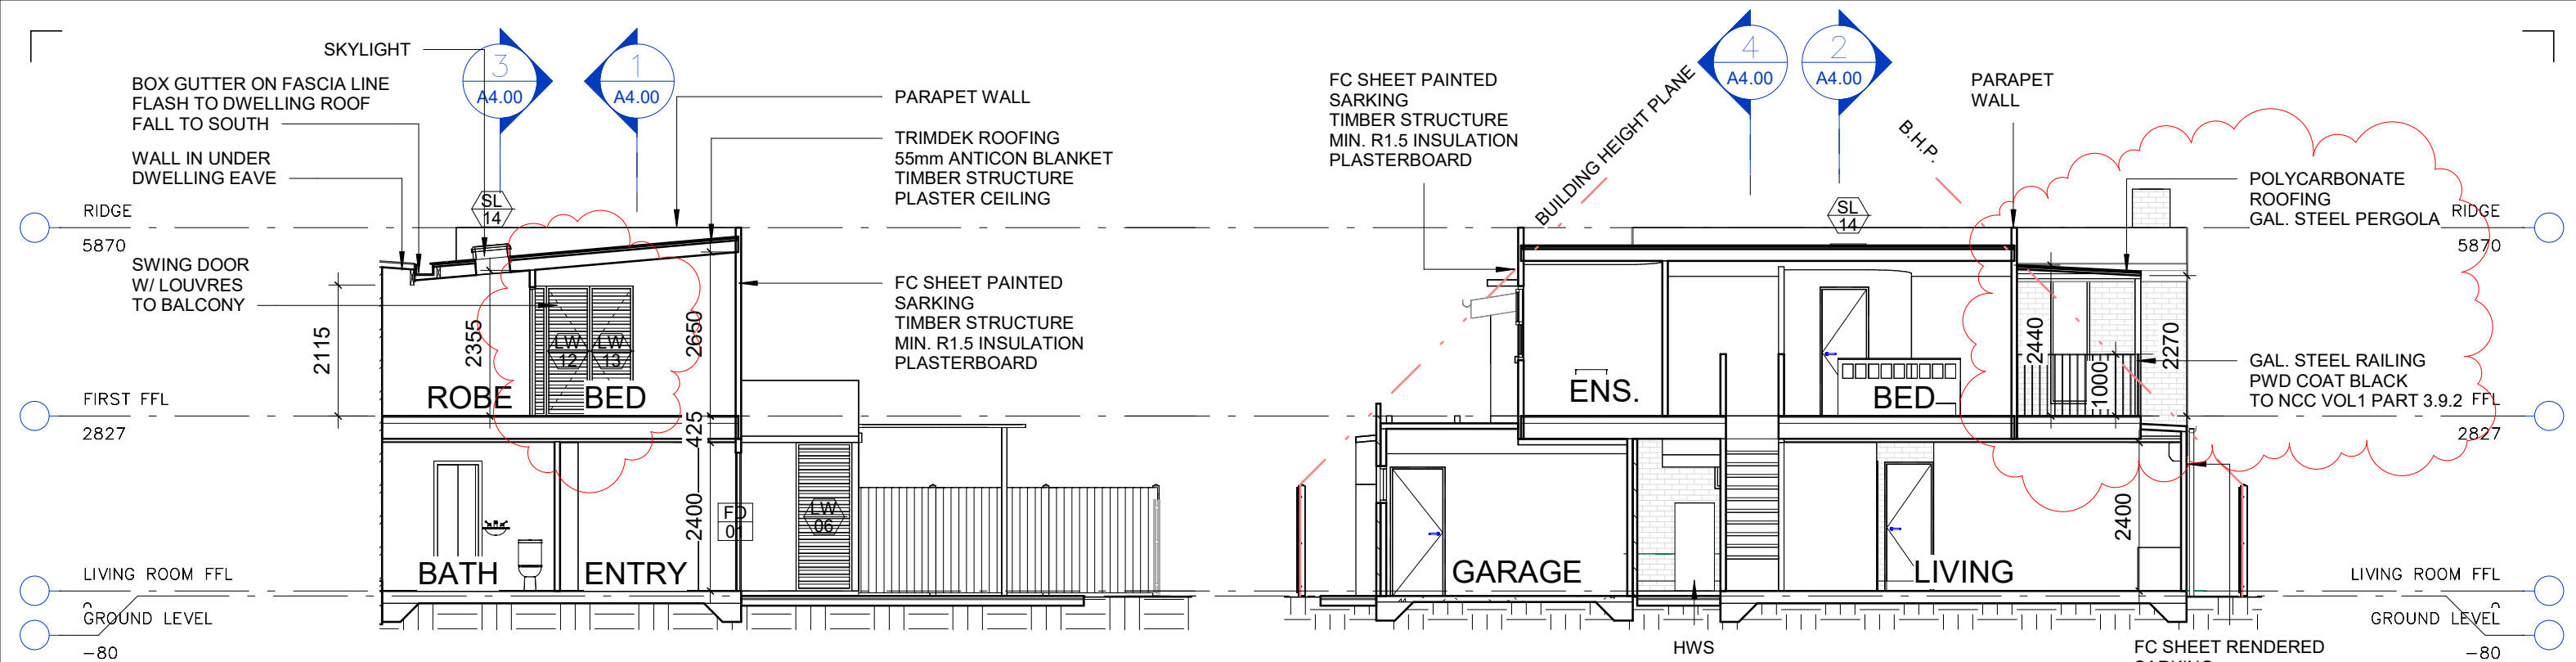 SKYLIGHT
BOX GUTTER ON FASCIA LINE
FLASH TO DWELLING ROOF
FALL TO SOUTH
WALL IN UNDER
DWELLING EAVE
RIDGE
5870
SWING DOOR
W/ LOUVRES
TO BALCONY
FIRST FFL
2827
LIVING ROOM FFL
GROUND LEVEL
-80
3
A4.00
1
A4.00
SL
14
PARAPET WALL
TRIMDEK ROOFING
55mm ANTICON BLANKET
TIMBER STRUCTURE
PLASTER CEILING
FC SHEET PAINTED
SARKING
TIMBER STRUCTURE
MIN. R1.5 INSULATION
PLASTERBOARD
2115
2355
2650
LW
12
LW
13
ROBE
BED
425
2400
FD
01
LW
06
BATH
ENTRY
FC SHEET PAINTED
SARKING
TIMBER STRUCTURE
MIN. R1.5 INSULATION
PLASTERBOARD
BUILDING HEIGHT PLANE
4
A4.00
2
A4.00
B.H.P.
PARAPET
WALL
SL
14
POLYCARBONATE
ROOFING
GAL. STEEL PERGOLA
RIDGE
5870
2440
1000
2270
GAL. STEEL RAILING
PWD COAT BLACK
TO NCC VOL1 PART 3.9.2
FFL
2827
ENS.
BED
GARAGE
LIVING
2400
HWS
LIVING ROOM FFL
GROUND LEVEL
-80
FC SHEET RENDERED